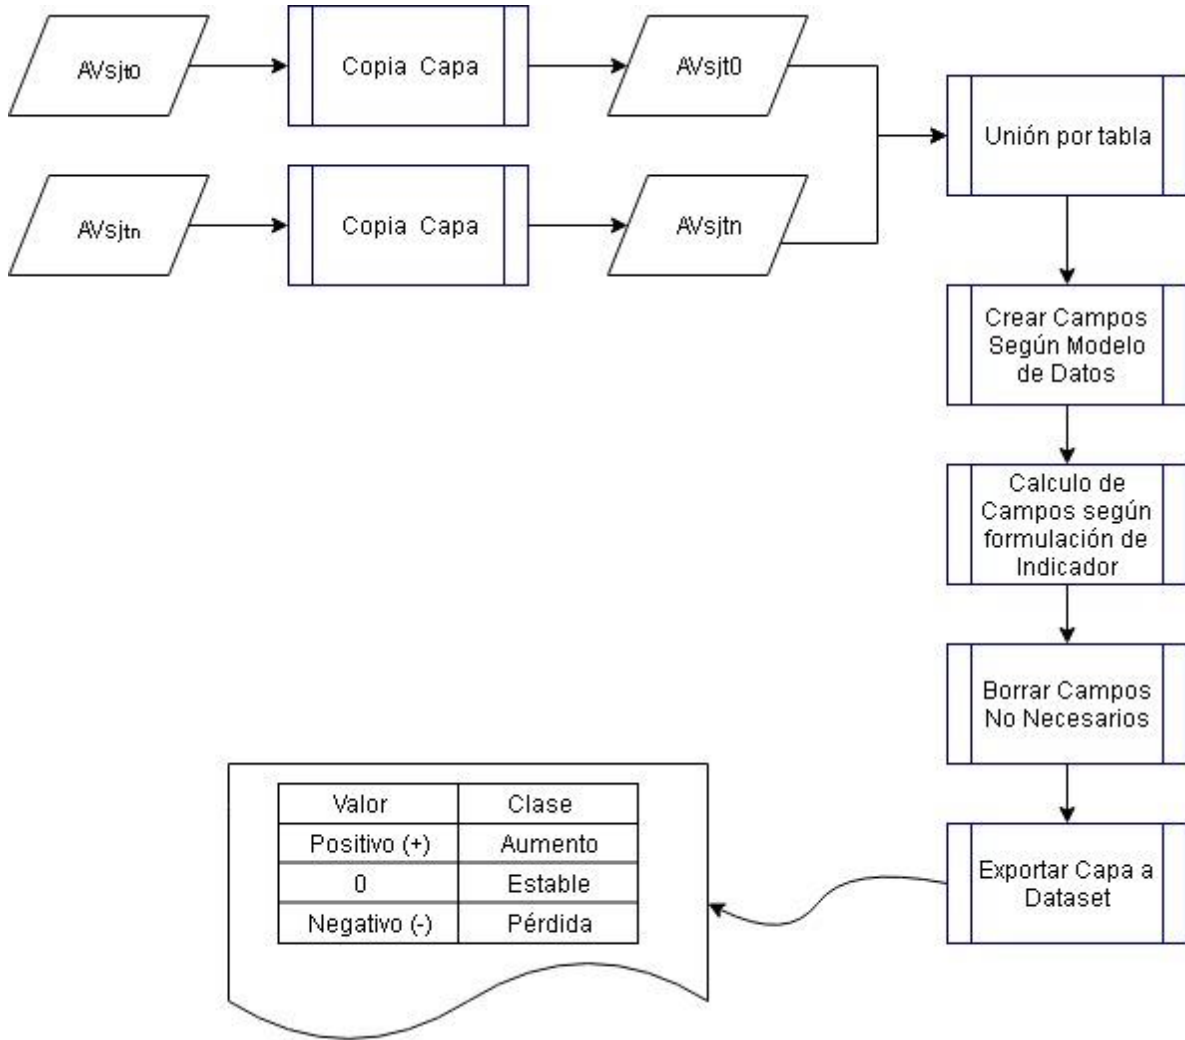 AVsjt0
Copia Capa
AVsjt0
AVsjtn
Copia Capa
AVsjtn
Unión por tabla
Crear Campos
Según Modelo
de Datos
Calculo de
Campos según
formulación de
Indicador
Borrar Campos
No Necesarios
Exportar Capa a
Dataset
Valor Clase
Positivo (+) Aumento
0 Estable
Negativo (-) Pérdida